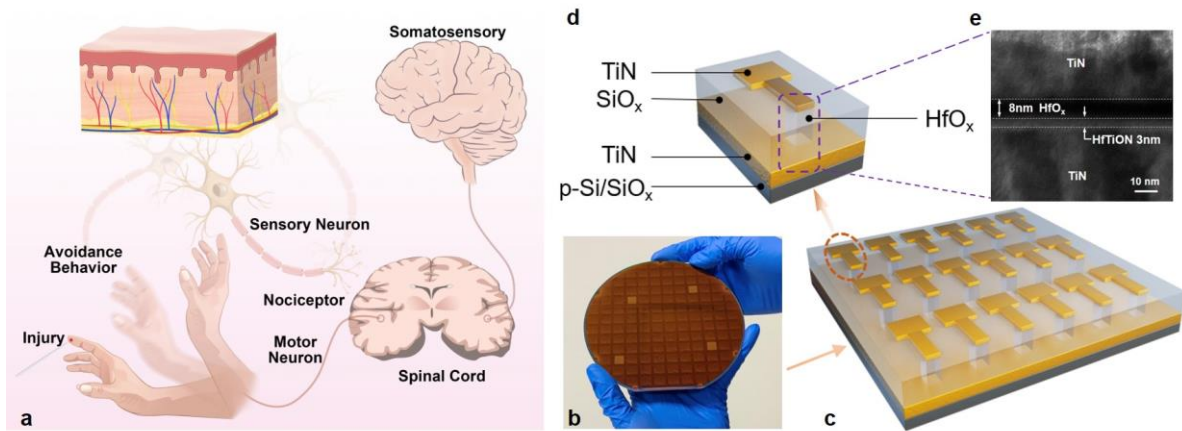 Somatosensory
Sensory Neuron
Avoidance
Behavior
Nociceptor
Injury
Motor
Neuron
Spinal Cord
a
d
TiN
SiOₓ
HfOₓ
TiN
p-Si/SiOₓ
e
TiN
8nm HfOₓ
HfTiON 3nm
TiN
10 nm
b
c